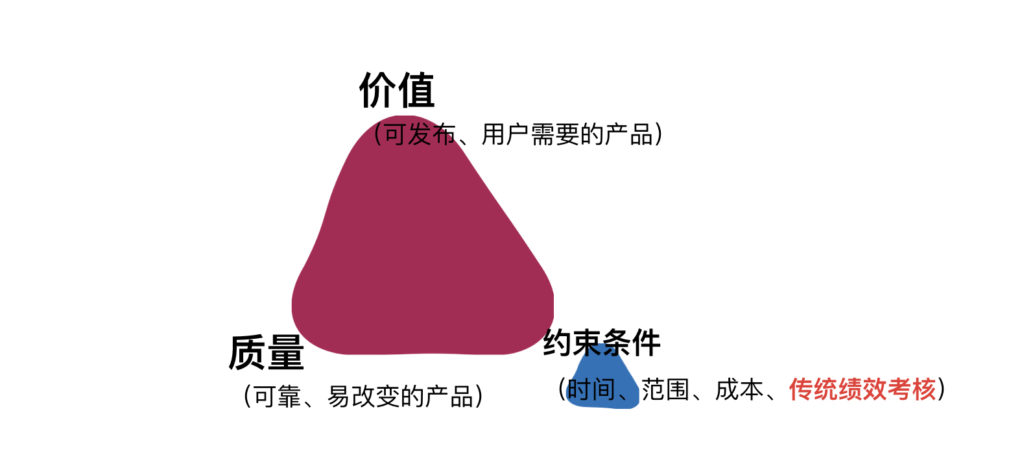 价值
（可发布、用户需要的产品）
质量
（可靠、易改变的产品）
约束条件
（时间、范围、成本、传统绩效考核）